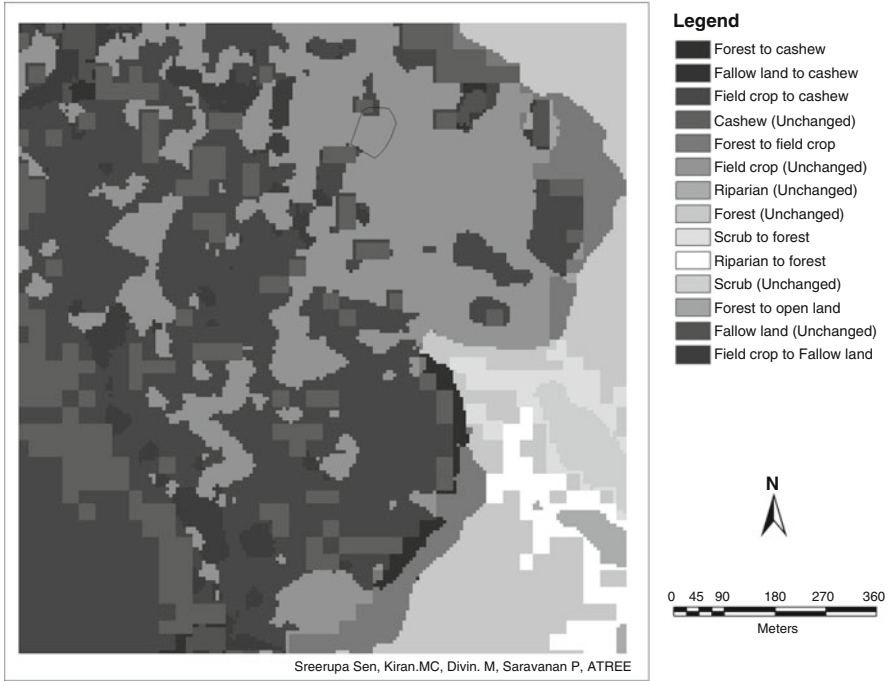 Legend
Forest to cashew
Fallow land to cashew
Field crop to cashew
Cashew (Unchanged)
Forest to field crop
Field crop (Unchanged)
Riparian (Unchanged)
Forest (Unchanged)
Scrub to forest
Riparian to forest
Scrub (Unchanged)
Forest to open land
Fallow land (Unchanged)
Field crop to Fallow land
N
0 45 90 180 270 360
Meters
Sreerupa Sen, Kiran.MC, Divin. M, Saravanan P, ATREE